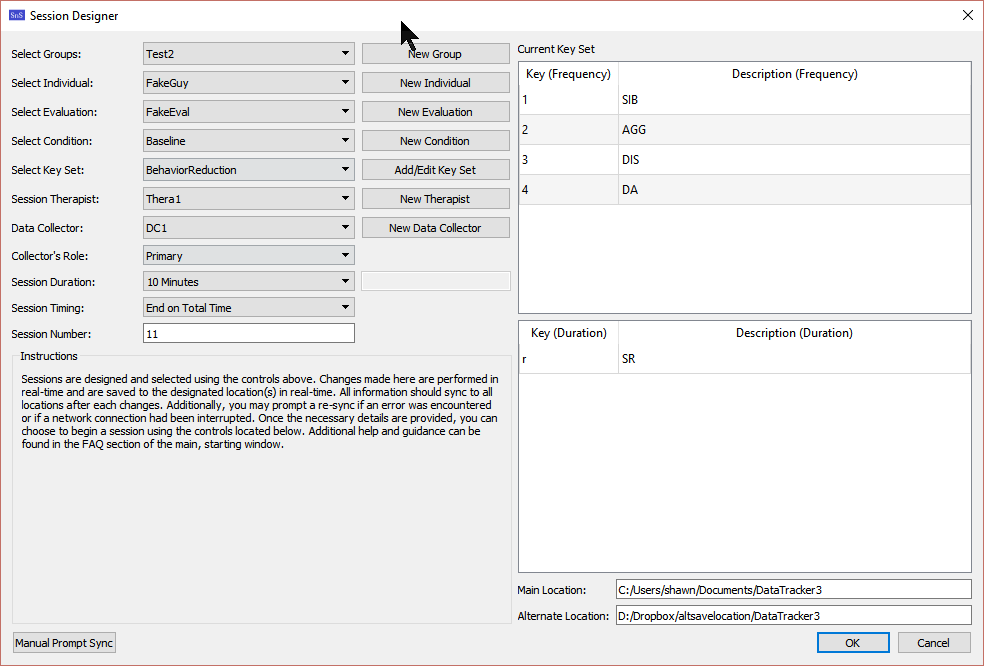 SnS Session Designer
Select Groups: Test2 New Group
Select Individual: FakeGuy New Individual
Select Evaluation: FakeEval New Evaluation
Select Condition: Baseline New Condition
Select Key Set: BehaviorReduction Add/Edit Key Set
Session Therapist: Thera1 New Therapist
Data Collector: DC1 New Data Collector
Collector's Role: Primary
Session Duration: 10 Minutes
Session Timing: End on Total Time
Session Number: 11
Instructions
Sessions are designed and selected using the controls above. Changes made here are performed in
real-time and are saved to the designated location(s) in real time. All information should sync to all
locations after each changes. Additionally, you may prompt a re-sync if an error was encountered
or if a network connection had been interrupted. Once the necessary details are provided, you can
choose to begin a session using the controls located below. Additional help and guidance can be
found in the FAQ section of the main, starting window.
Manual Prompt Sync
Current Key Set
Key (Frequency) Description (Frequency)
1 SIB
2 AGG
3 DIS
4 DA
Key (Duration) Description (Duration)
r SR
Main Location: C:/Users/shawn/Documents/DataTracker3
Alternate Location: D:/Dropbox/altsavelocation/DataTracker3
OK Cancel